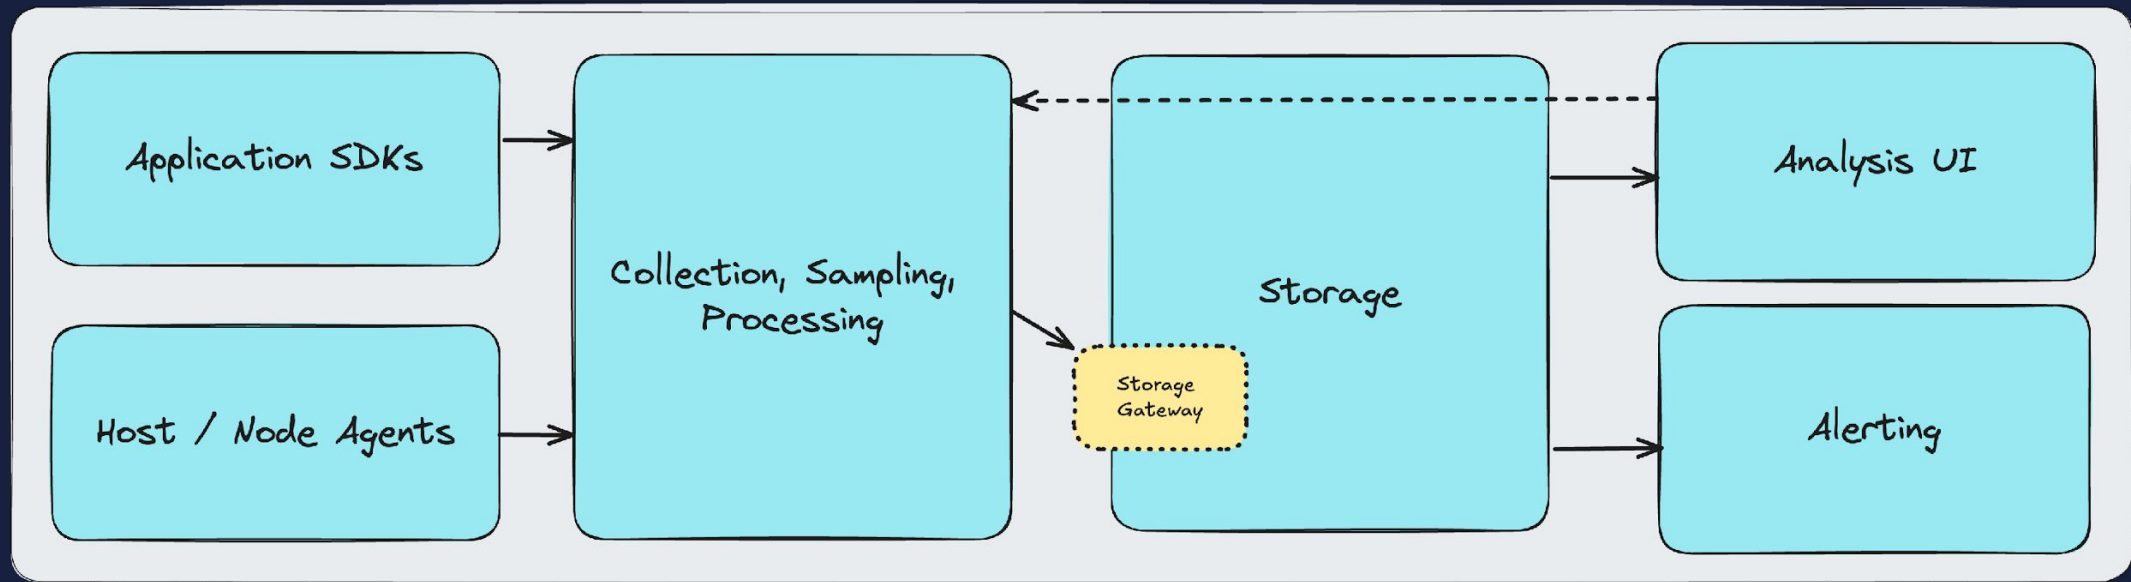 Application SDKs
Host / Node Agents
Collection, Sampling,
Processing
Storage
Storage
Gateway
Analysis UI
Alerting